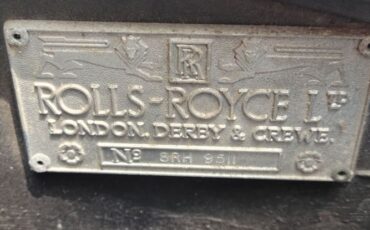 RR
ROLLS-ROYCE LTD
LONDON, DERBY & CREWE.
No SRH 9511